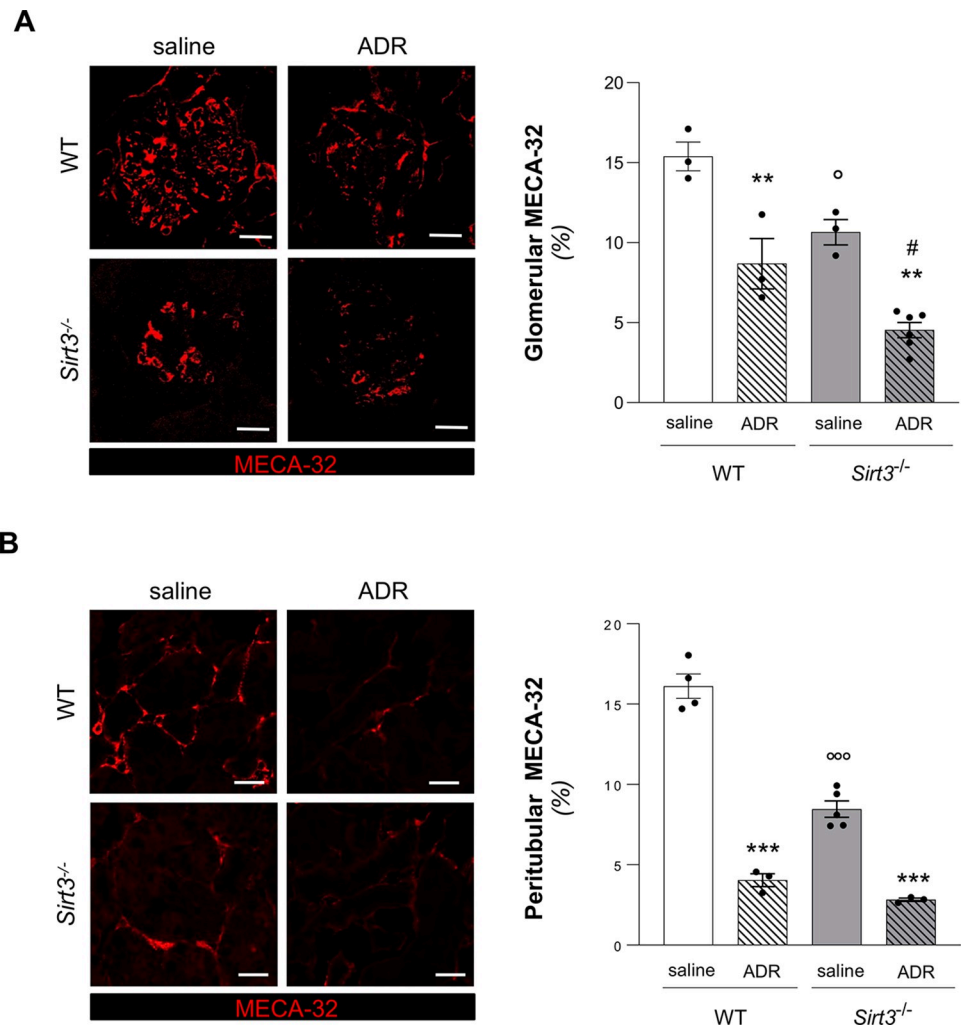 A
saline ADR
WT
Sirt3-/-
MECA-32
Glomerular MECA-32
(%)
20
15
10
5
0
**
°
#
**
saline ADR saline ADR
WT Sirt3-/-
B
saline ADR
WT
Sirt3-/-
MECA-32
Peritubular MECA-32
(%)
20
15
10
5
0
***
°°°
***
saline ADR saline ADR
WT Sirt3-/-